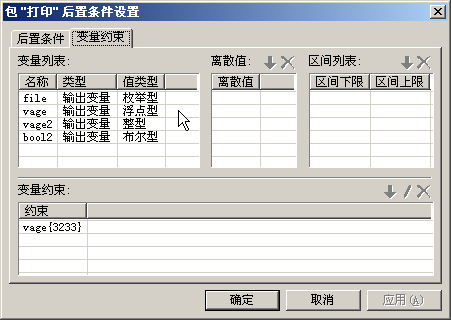 包 "打印" 后置条件设置
后置条件 变量约束
变量列表: 离散值: 区间列表:
名称 类型 值类型 离散值 区间下限 区间上限
file 输出变量 枚举型
vage 输出变量 浮点型
vage2 输出变量 整型
bool2 输出变量 布尔型
变量约束:
约束
vage{3233}
确定 取消 应用(A)